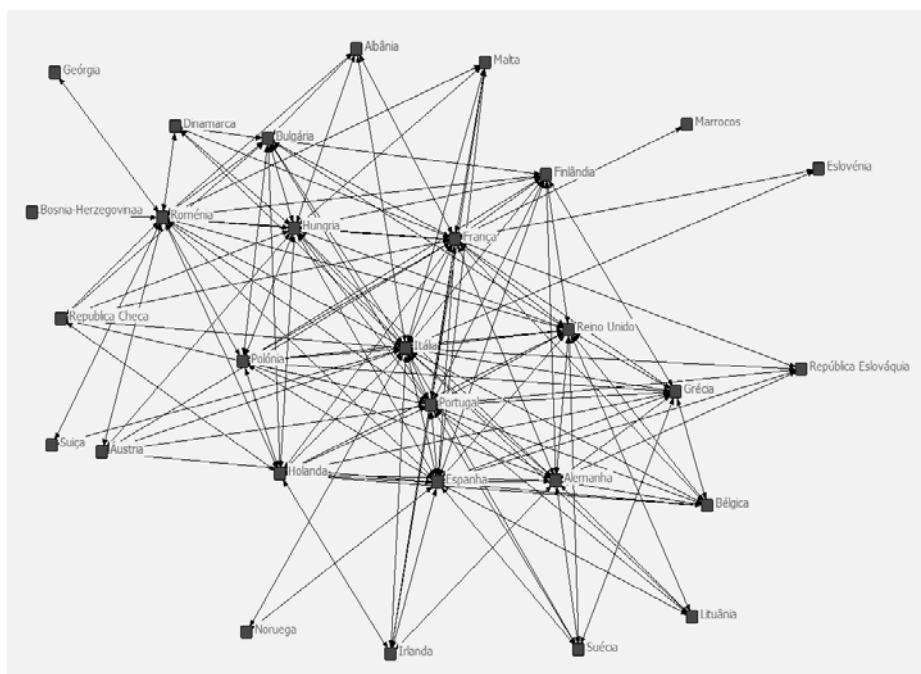 Albânia
Malta
Geórgia
Marrocos
Dinamarca
Bulgária
Eslovénia
Finlândia
Bosnia-Herzegovinaa
Roménia
Hungria
França
Republica Checa
Reino Unido
Itália
Polónia
República Eslováquia
Grécia
Portugal
Suiça
Áustria
Holanda
Espanha
Alemanha
Bélgica
Lituânia
Noruega
Irlanda
Suécia